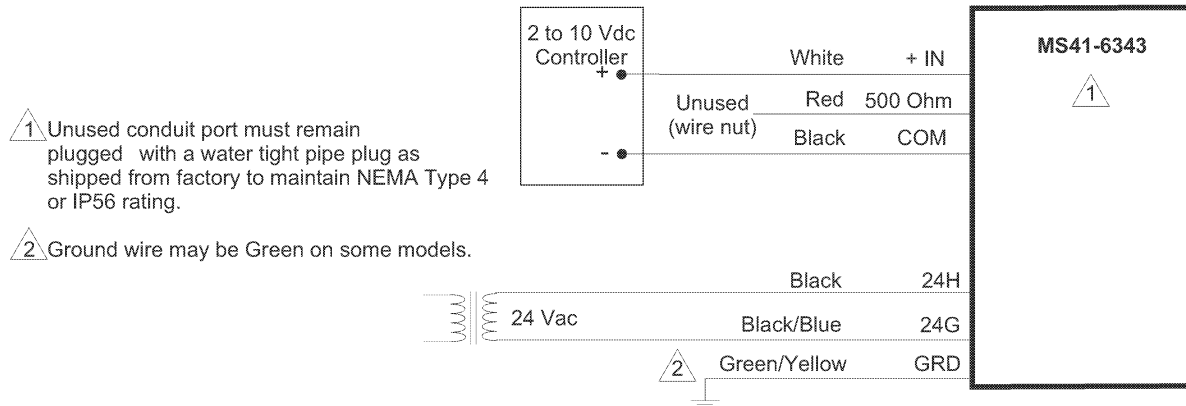 2 to 10 Vdc
Controller
+
-
White + IN
Unused
(wire nut)
Red 500 Ohm
Black COM
MS41-6343
1
1 Unused conduit port must remain
plugged with a water tight pipe plug as
shipped from factory to maintain NEMA Type 4
or IP56 rating.
2 Ground wire may be Green on some models.
24 Vac
Black 24H
Black/Blue 24G
2 Green/Yellow GRD